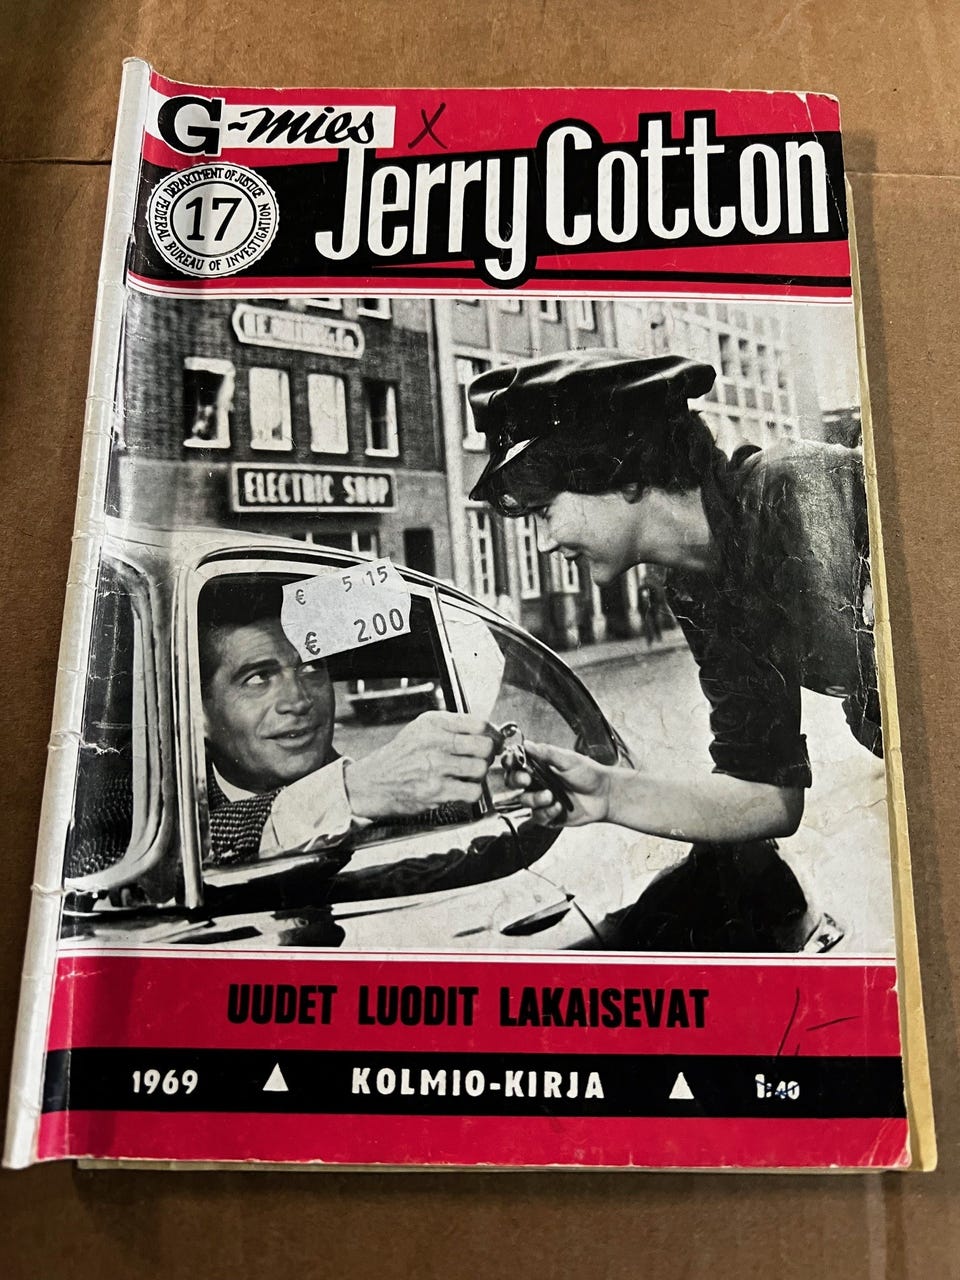 G-mies X
Jerry Cotton
DEPARTMENT OF JUSTICE
17
FEDERAL BUREAU OF INVESTIGATION
ELECTRIC SHOP
€ 5 15
€ 2.00
UUDET LUODIT LAKAISEVAT
1,-
1969 ▲ KOLMIO-KIRJA ▲ 1:40